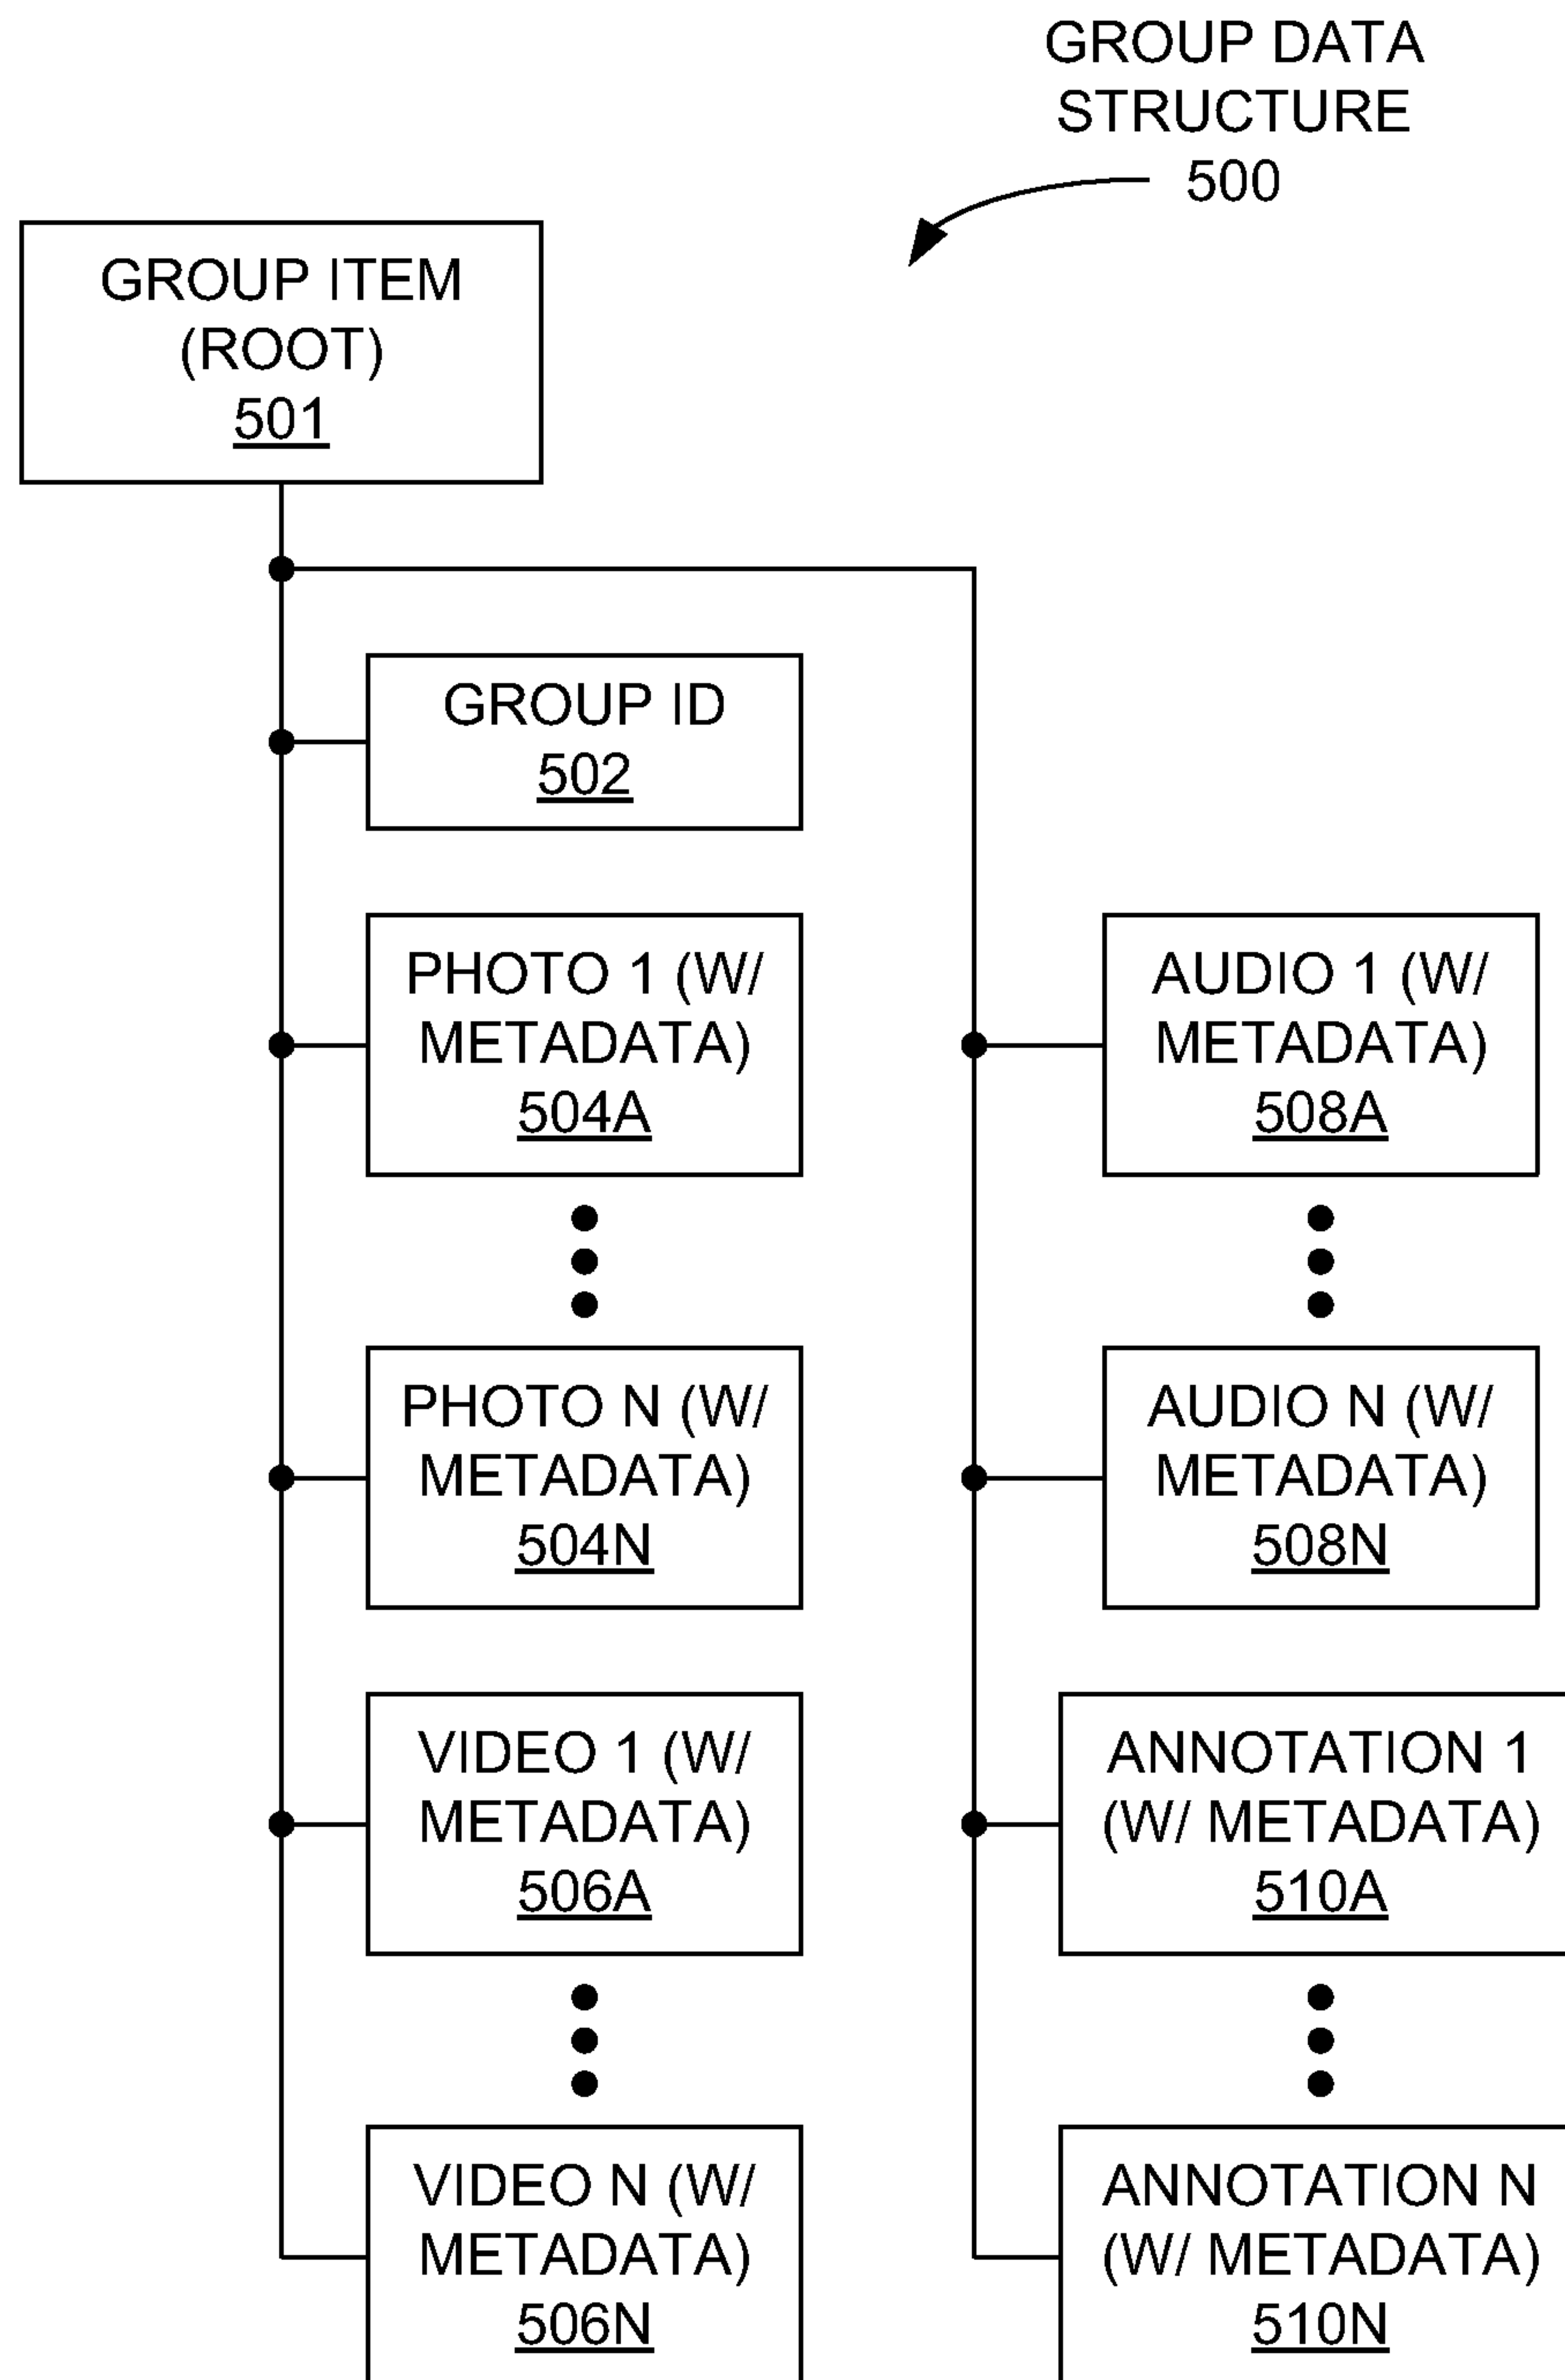 GROUP DATA
STRUCTURE
500
GROUP ITEM
(ROOT)
501
GROUP ID
502
PHOTO 1 (W/
METADATA)
504A
PHOTO N (W/
METADATA)
504N
VIDEO 1 (W/
METADATA)
506A
VIDEO N (W/
METADATA)
506N
AUDIO 1 (W/
METADATA)
508A
AUDIO N (W/
METADATA)
508N
ANNOTATION 1
(W/ METADATA)
510A
ANNOTATION N
(W/ METADATA)
510N